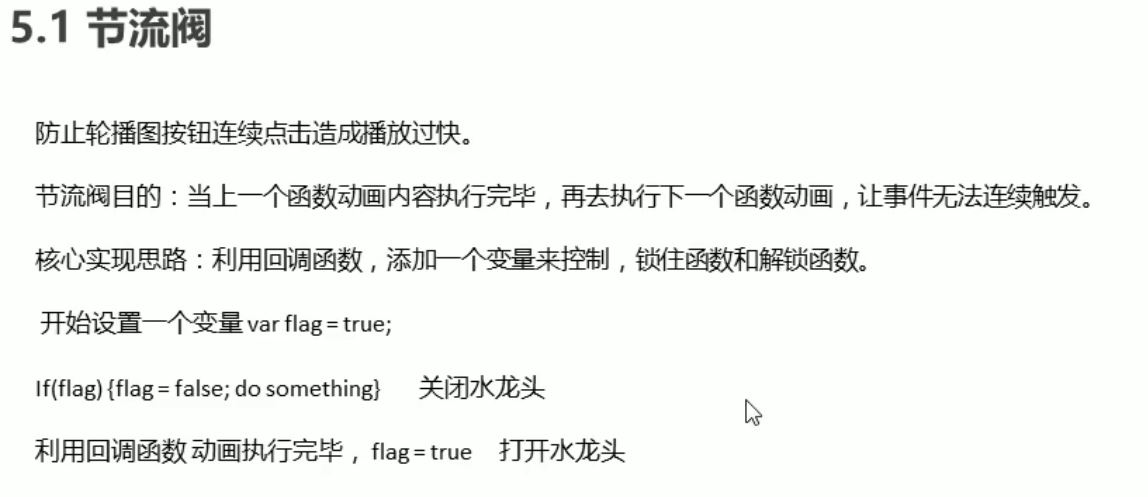 5.1 节流阀
防止轮播图按钮连续点击造成播放过快。
节流阀目的：当上一个函数动画内容执行完毕，再去执行下一个函数动画，让事件无法连续触发。
核心实现思路：利用回调函数，添加一个变量来控制，锁住函数和解锁函数。
开始设置一个变量 var flag = true;
If(flag) {flag = false; do something} 关闭水龙头
利用回调函数 动画执行完毕， flag = true 打开水龙头